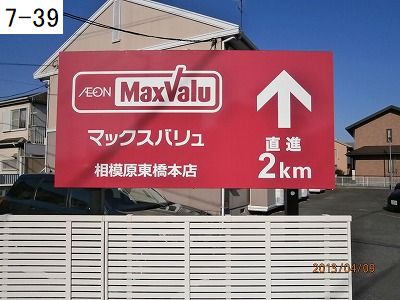 7-39
ÆON MaxValu
マックスバリュ
相模原東橋本店
直進
2km
2013/04/09